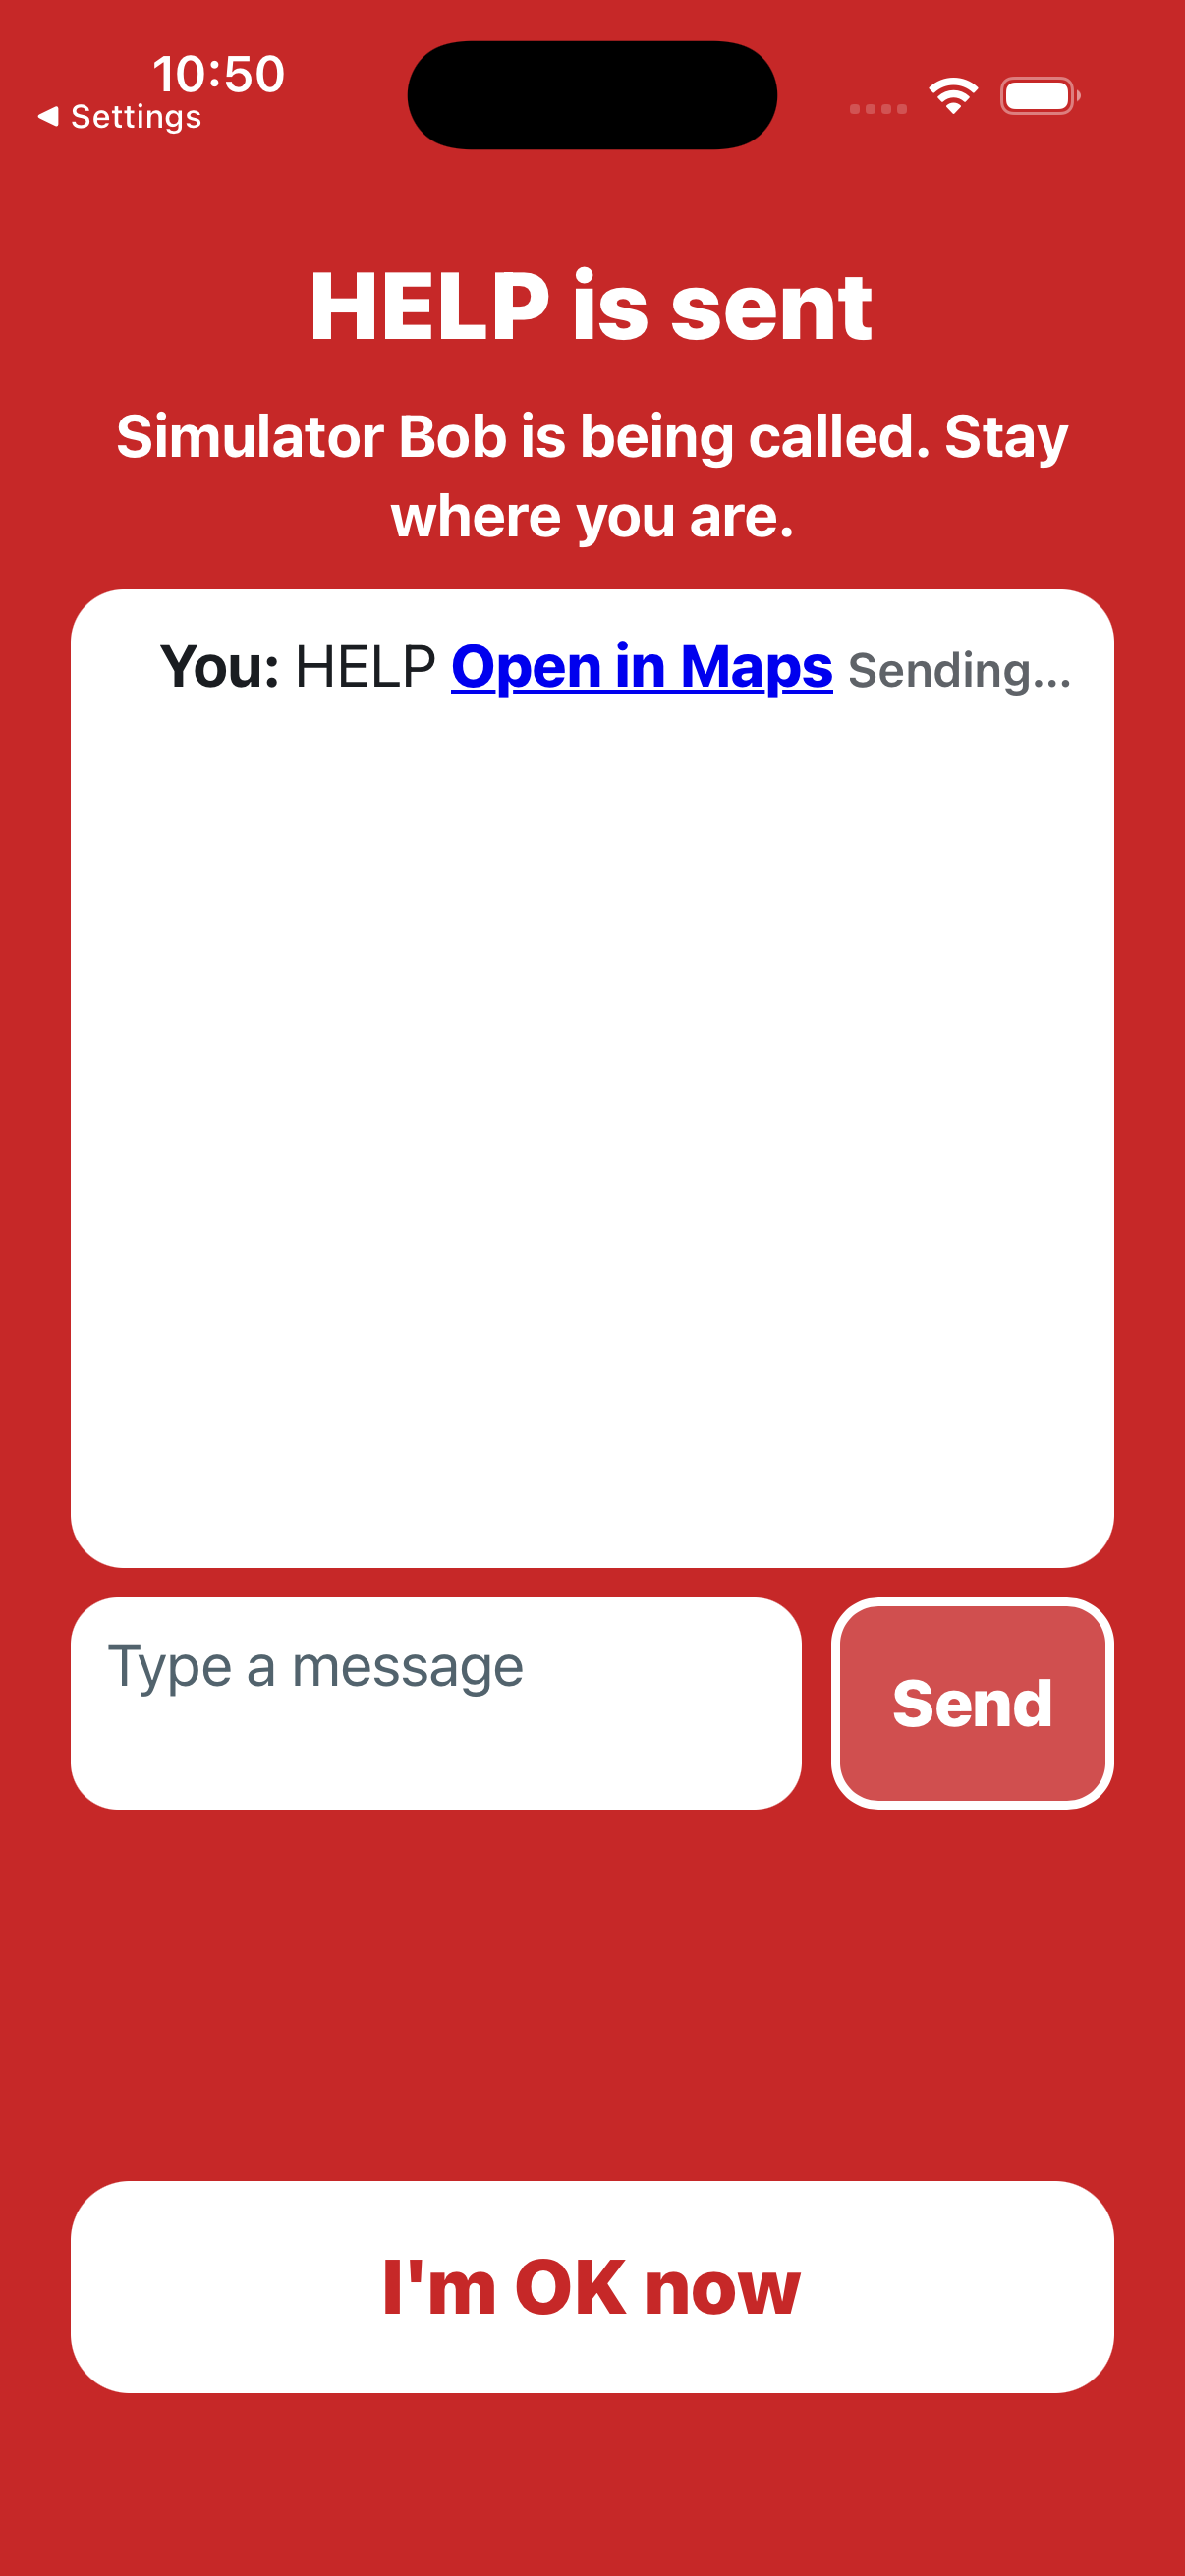 10:50
◀ Settings
HELP is sent
Simulator Bob is being called. Stay
where you are.
You: HELP Open in Maps Sending...
Type a message
Send
I'm OK now